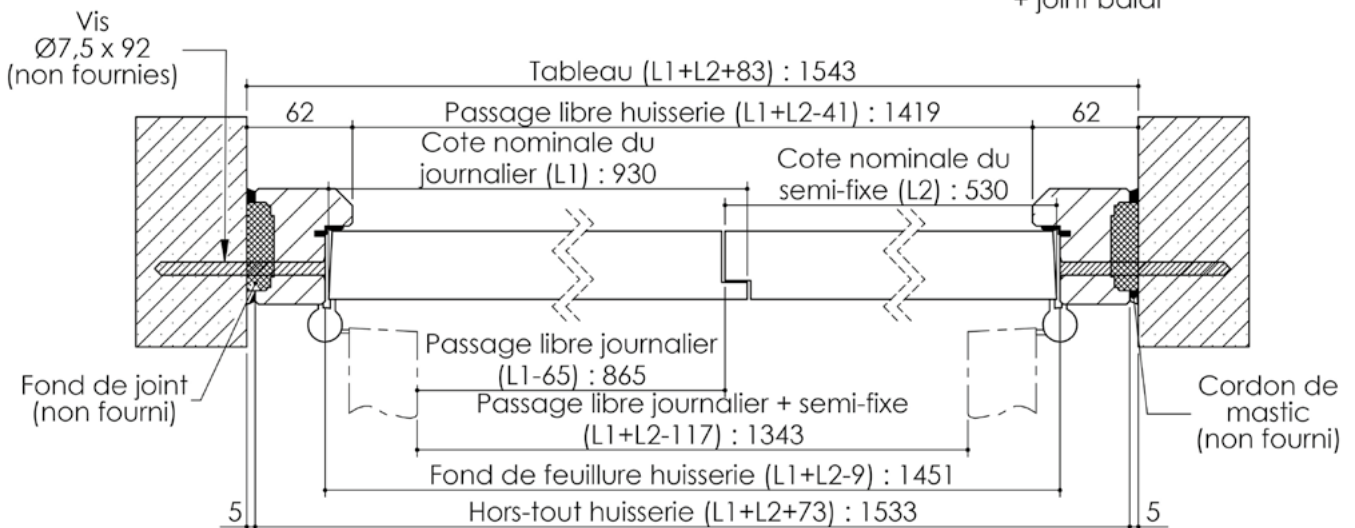 + joint balai
Vis
Ø7,5 x 92
(non fournies)
Tableau (L1+L2+83) : 1543
62
Passage libre huisserie (L1+L2-41) : 1419
62
Cote nominale du
journalier (L1) : 930
Cote nominale du
semi-fixe (L2) : 530
Passage libre journalier
(L1-65) : 865
Fond de joint
(non fourni)
Passage libre journalier + semi-fixe
(L1+L2-117) : 1343
Cordon de
mastic
(non fourni)
Fond de feuillure huisserie (L1+L2-9) : 1451
5
Hors-tout huisserie (L1+L2+73) : 1533
5